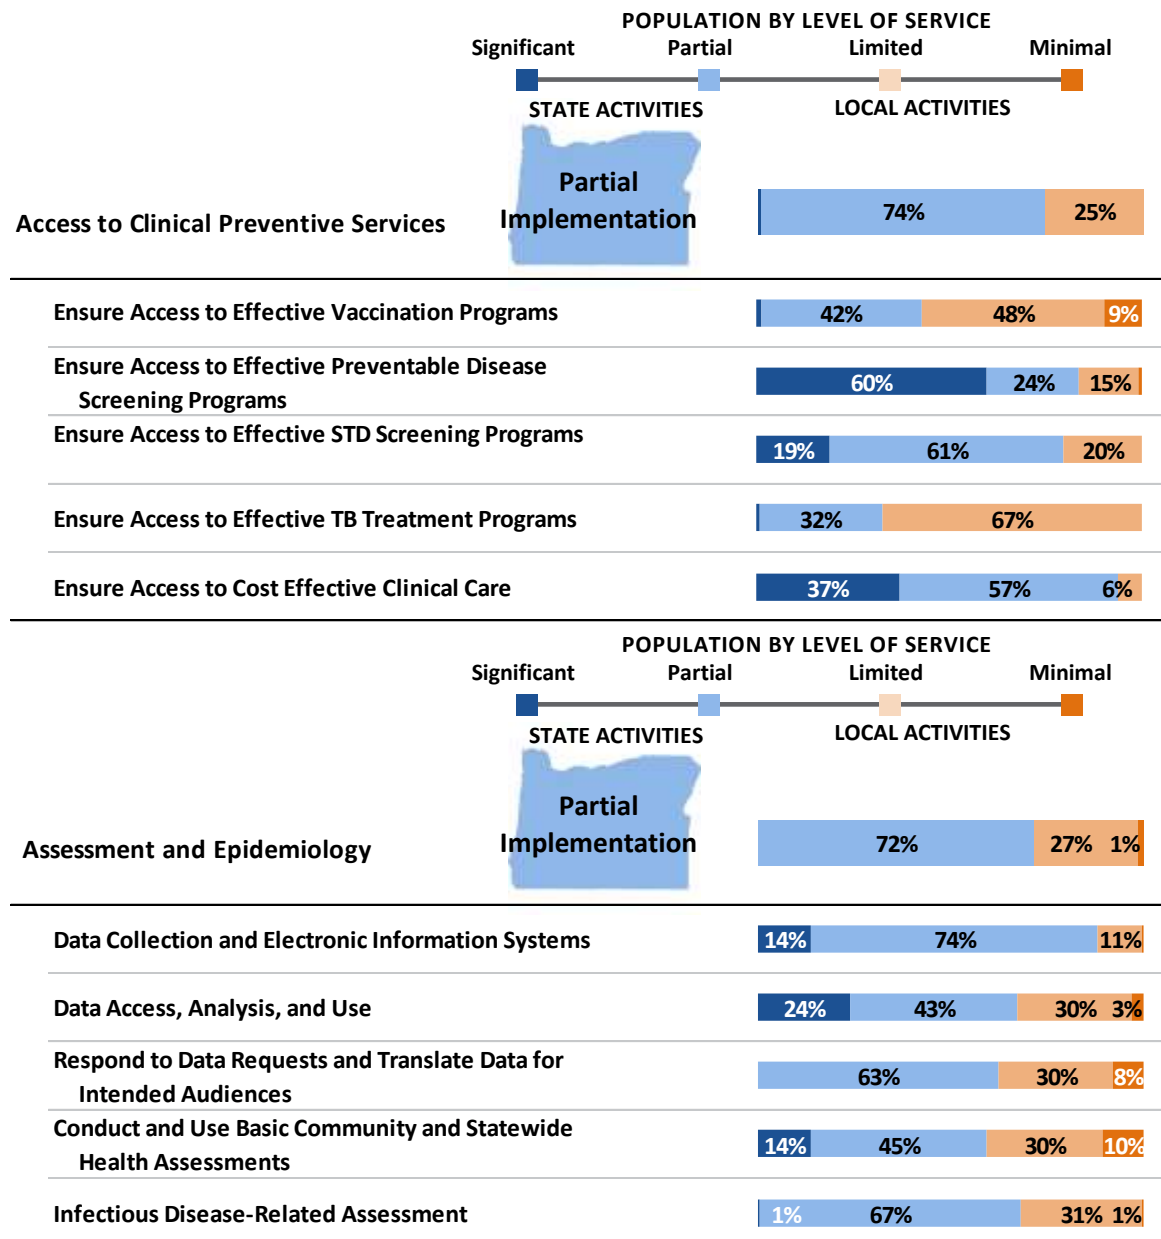 POPULATION BY LEVEL OF SERVICE
Significant Partial Limited Minimal
STATE ACTIVITIES LOCAL ACTIVITIES
Partial
Implementation
Access to Clinical Preventive Services
74% 25%
Ensure Access to Effective Vaccination Programs
42% 48% 9%
Ensure Access to Effective Preventable Disease
Screening Programs
60% 24% 15%
Ensure Access to Effective STD Screening Programs
19% 61% 20%
Ensure Access to Effective TB Treatment Programs
32% 67%
Ensure Access to Cost Effective Clinical Care
37% 57% 6%
POPULATION BY LEVEL OF SERVICE
Significant Partial Limited Minimal
STATE ACTIVITIES LOCAL ACTIVITIES
Partial
Implementation
Assessment and Epidemiology
72% 27% 1%
Data Collection and Electronic Information Systems
14% 74% 11%
Data Access, Analysis, and Use
24% 43% 30% 3%
Respond to Data Requests and Translate Data for
Intended Audiences
63% 30% 8%
Conduct and Use Basic Community and Statewide
Health Assessments
14% 45% 30% 10%
Infectious Disease-Related Assessment
1% 67% 31% 1%